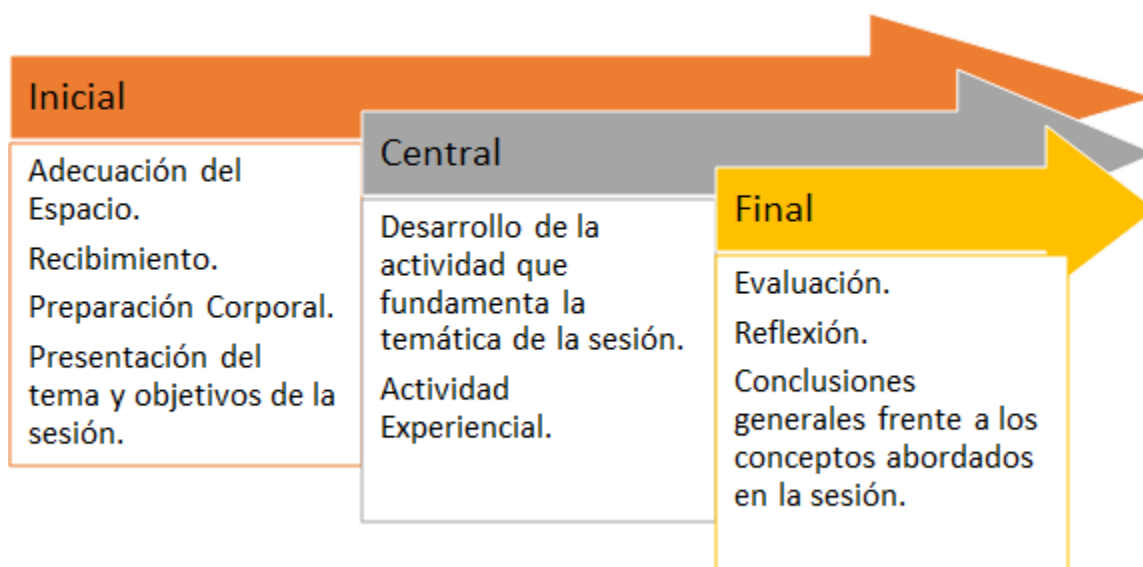 Inicial
Adecuación del
Espacio.
Recibimiento.
Preparación Corporal.
Presentación del
tema y objetivos de la
sesión.
Central
Desarrollo de la
actividad que
fundamenta la
temática de la sesión.
Actividad
Experiencial.
Final
Evaluación.
Reflexión.
Conclusiones
generales frente a los
conceptos abordados
en la sesión.